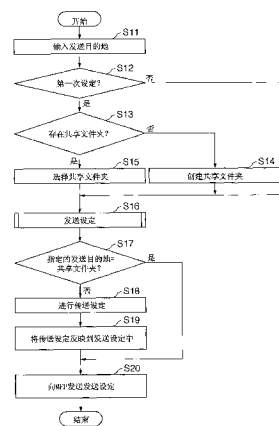 开始
S11
输入发送目的地
S12
第一次设定?
否
是
S13
存在共享文件夹?
否
是
S15
S14
选择共享文件夹
创建共享文件夹
S16
发送设定
S17
指定的发送目的地=
共享文件夹?
是
否
S18
进行传送设定
S19
将传送设定反映到发送设定中
S20
向MFP发送发送设定
结束